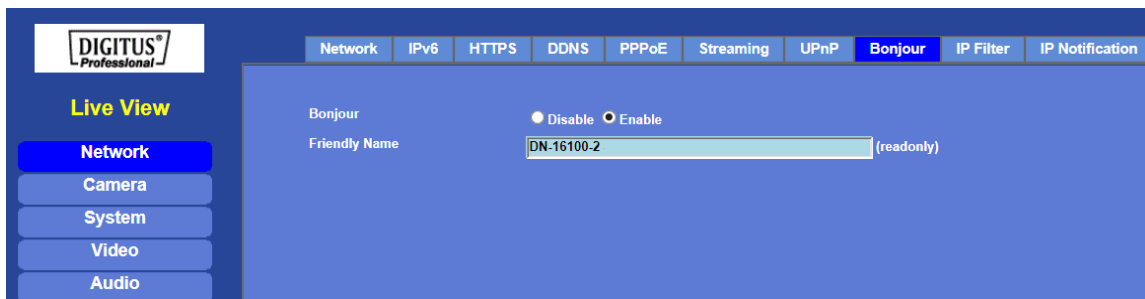 DIGITUS®
Professional
Network IPv6 HTTPS DDNS PPPoE Streaming UPnP Bonjour IP Filter IP Notification
Live View
Network
Camera
System
Video
Audio
Bonjour Disable Enable
Friendly Name DN-16100-2 (readonly)